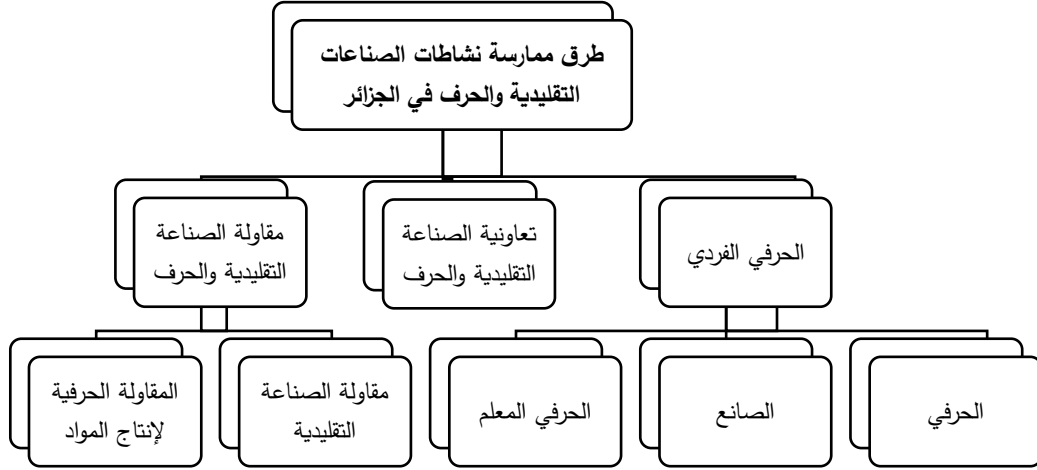 طرق ممارسة نشاطات الصناعات
التقليدية والحرف في الجزائر
الحرفي الفردي
تعاونية الصناعة
التقليدية والحرف
مقاولة الصناعة
التقليدية والحرف
الحرفي
الصانع
الحرفي المعلم
مقاولة الصناعة
التقليدية
المقاولة الحرفية
لإنتاج المواد